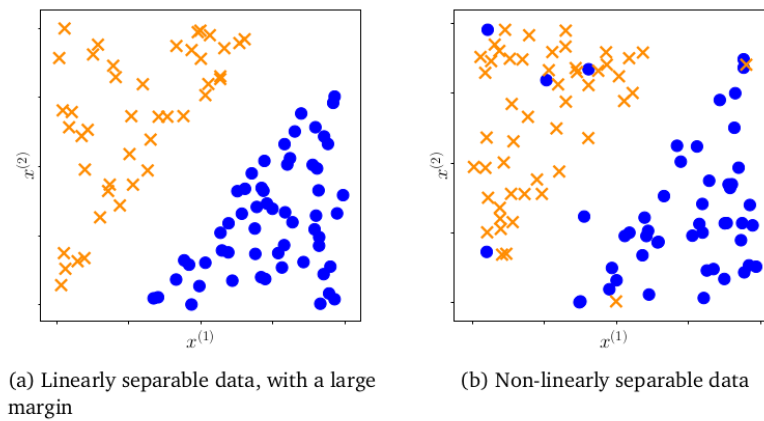 x(2)
x(2)
x(1)
x(1)
(a) Linearly separable data, with a large
margin
(b) Non-linearly separable data